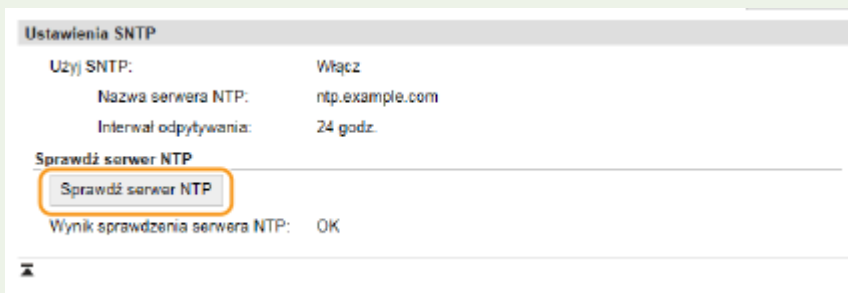 Ustawienia SNTP
Użyj SNTP: Włącz
Nazwa serwera NTP: ntp.example.com
Interwał odpytywania: 24 godz.
Sprawdź serwer NTP
Sprawdź serwer NTP
Wynik sprawdzenia serwera NTP: OK